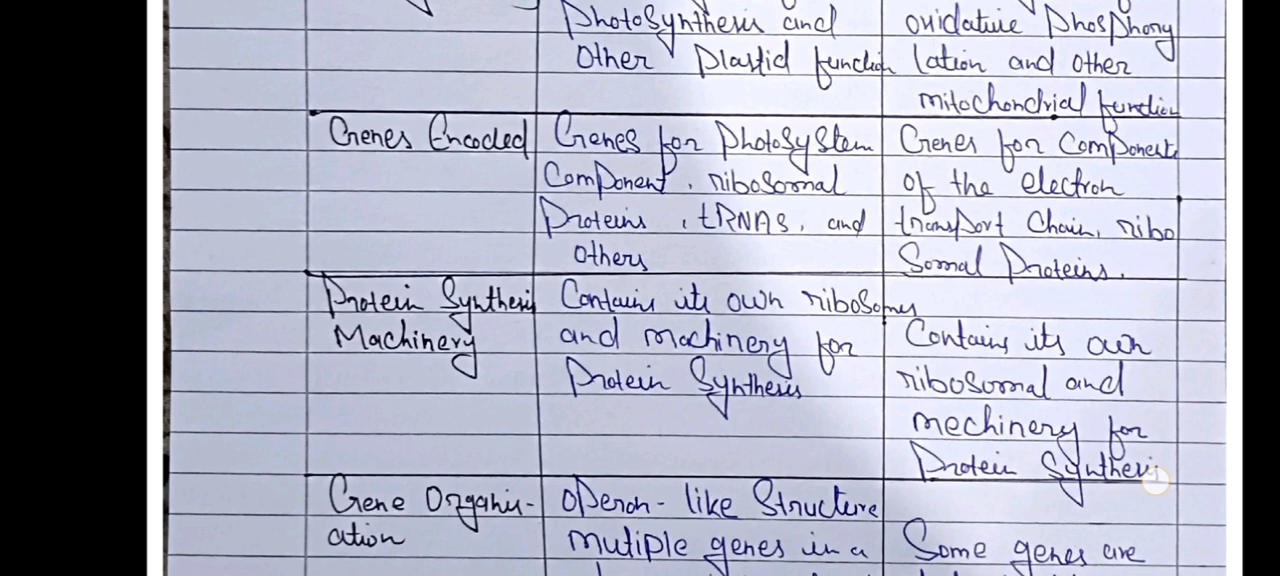 Photosynthesis and
Other Plastid function
oxidative Phosphory
lation and other
mitochondrial function
Genes Encoded
Genes for Photosystem
Component, ribosomal
Proteins, tRNAS, and
others
Genes for Components
of the electron
transport Chain, ribo
Somal Proteins.
Protein Synthesis
Machinery
Contains its own ribosomes
and machinery for
Protein Synthesis
Contains its own
ribosomal and
mechinery for
Protein Synthesis
Gene Organis-
ation
Operon-like Structure
mutiple genes in a
Some genes are